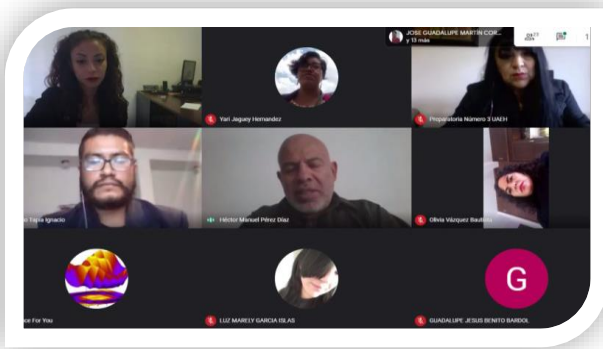 JOSE GUADALUPE MARTIN COR...
y 13 más
Yari Jaguey Hernandez
Preparatoria Número 3 UAEH
Tapia Ignacio
Héctor Manuel Pérez Díaz
Olivia Vázquez Bautista
For You
LUZ MARELY GARCIA ISLAS
G
GUADALUPE JESUS BENITO BARDOL